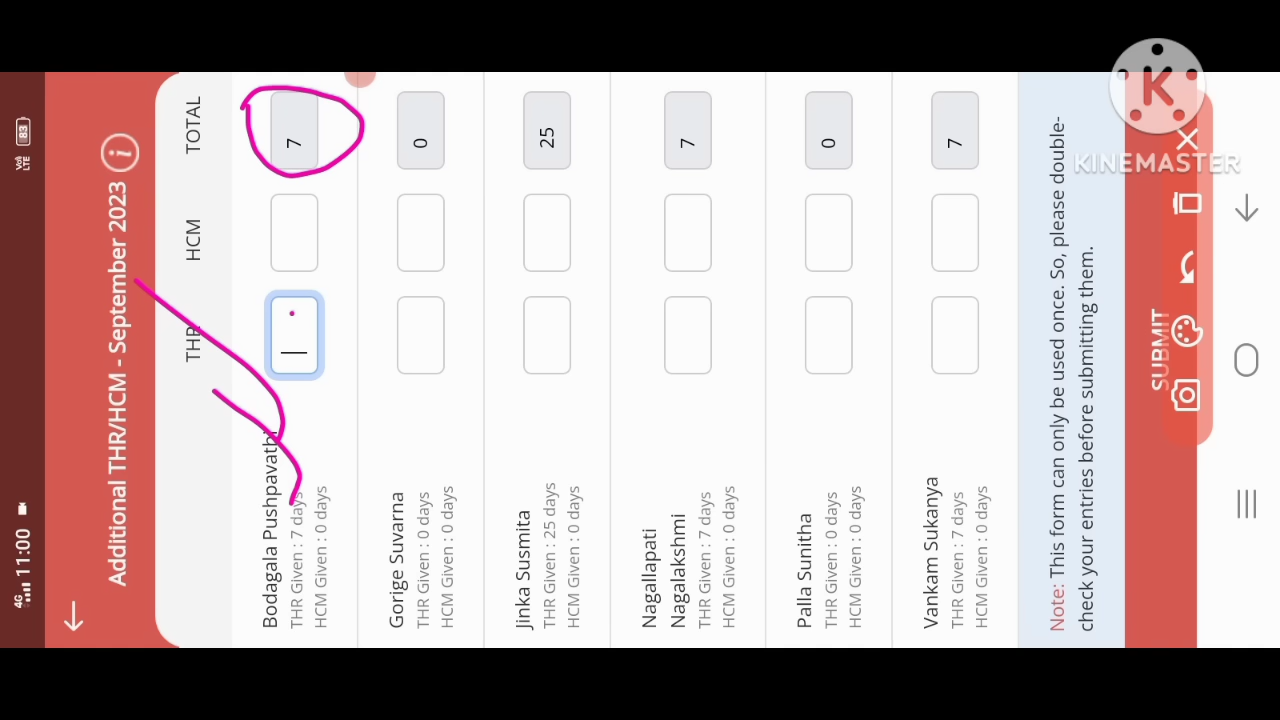 4G 11:00 Vo) LTE 83
Additional THR/HCM - September 2023 i
THR HCM TOTAL
Bodagala Pushpavathi
THR Given : 7 days
HCM Given : 0 days
7
Gorige Suvarna
THR Given : 0 days
HCM Given : 0 days
0
Jinka Susmita
THR Given : 25 days
HCM Given : 0 days
25
Nagallapati
Nagalakshmi
THR Given : 7 days
HCM Given : 0 days
7
Palla Sunitha
THR Given : 0 days
HCM Given : 0 days
0
Vankam Sukanya
THR Given : 7 days
HCM Given : 0 days
7
Note: This form can only be used once. So, please double-
check your entries before submitting them.
SUBMIT
K
KINEMASTER